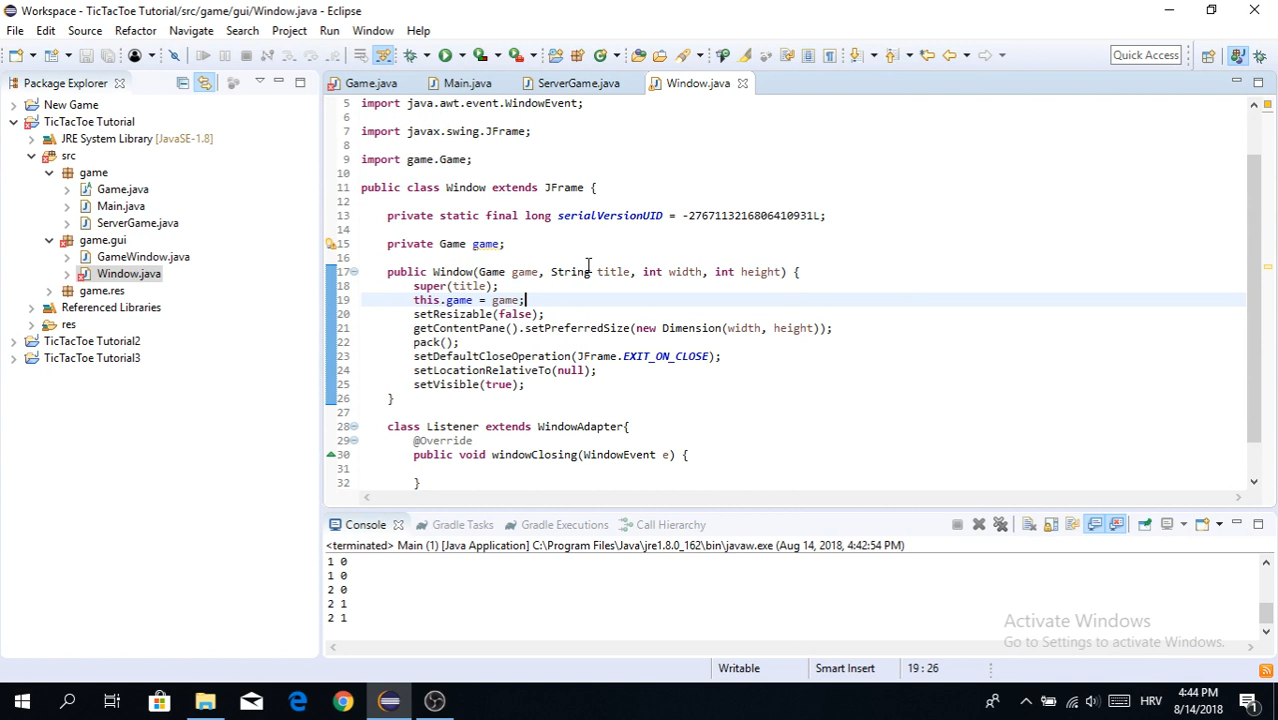 Workspace - TicTacToe Tutorial/src/game/gui/Window.java - Eclipse
File Edit Source Refactor Navigate Search Project Run Window Help
Quick Access
Package Explorer
New Game
TicTacToe Tutorial
JRE System Library [JavaSE-1.8]
src
game
Game.java
Main.java
ServerGame.java
game.gui
GameWindow.java
Window.java
game.res
Referenced Libraries
res
TicTacToe Tutorial2
TicTacToe Tutorial3
Game.java Main.java ServerGame.java Window.java
5 import java.awt.event.WindowEvent;
6
7 import javax.swing.JFrame;
8
9 import game.Game;
10
11 public class Window extends JFrame {
12
13 private static final long serialVersionUID = -2767113216806410931L;
14
15 private Game game;
16
17 public Window(Game game, String title, int width, int height) {
18 super(title);
19 this.game = game;
20 setResizable(false);
21 getContentPane().setPreferredSize(new Dimension(width, height));
22 pack();
23 setDefaultCloseOperation(JFrame.EXIT_ON_CLOSE);
24 setLocationRelativeTo(null);
25 setVisible(true);
26 }
27
28 class Listener extends WindowAdapter{
29 @Override
30 public void windowClosing(WindowEvent e) {
31
32 }
Console Gradle Tasks Gradle Executions Call Hierarchy
<terminated> Main (1) [Java Application] C:\Program Files\Java\jre1.8.0_162\bin\javaw.exe (Aug 14, 2018, 4:42:54 PM)
1 0
1 0
2 0
2 1
2 1
Activate Windows
Go to Settings to activate Windows.
Writable Smart Insert 19 : 26
HRV
4:44 PM
8/14/2018
1